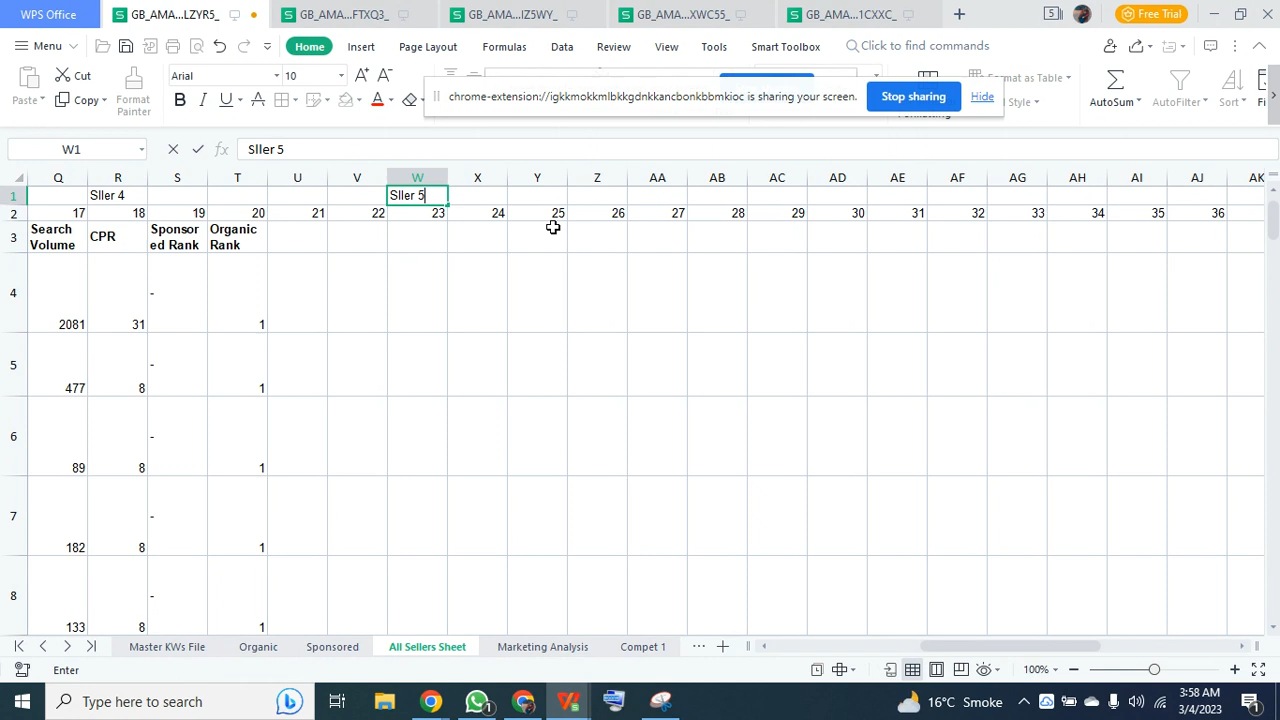 WPS Office GB_AMA....LZYR5_ GB_AMA....FTXQ3_ GB_AMA....IZ5WY_ GB_AMA...XWC55_ GB_AMA....1CXXC_ Free Trial
Menu Home Insert Page Layout Formulas Data Review View Tools Smart Toolbox Click to find commands
Paste Cut Copy Format Painter Arial 10 AutoSum AutoFilter Sort
Format as Table
chrome-extension://igkkmokkmlbkkgdnkkancbonkbbmkioc is sharing your screen. Stop sharing Hide
W1 Sller 5
Q R S T U V W X Y Z AA AB AC AD AE AF AG AH AI AJ AK
1 Sller 4 Sller 5
2 17 18 19 20 21 22 23 24 25 26 27 28 29 30 31 32 33 34 35 36
3 Search Volume CPR Sponsor ed Rank Organic Rank
4 2081 31 - 1
5 477 8 - 1
6 89 8 - 1
7 182 8 - 1
8 133 8 - 1
Master KWs File Organic Sponsored All Sellers Sheet Marketing Analysis Compet 1 ...
Enter 100%
Type here to search 16°C Smoke 3:58 AM
3/4/2023